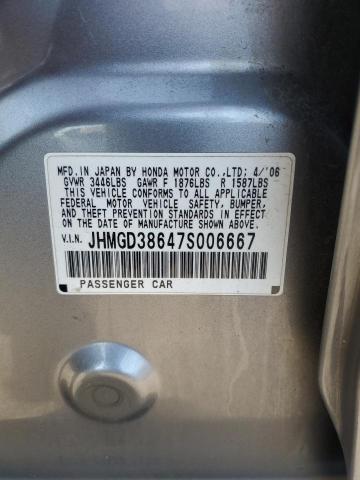 MFD.IN JAPAN BY HONDA MOTOR CO.,LTD; 4/'06
GVWR 3446LBS GAWR F 1876LBS R 1587LBS
THIS VEHICLE CONFORMS TO ALL APPLICABLE
FEDERAL MOTOR VEHICLE SAFETY, BUMPER,
AND THEFT PREVENTION STANDARDS IN EFFECT
ON THE DATE OF MANUFACTURE SHOWN ABOVE.
V.I.N. JHMGD38647S006667
PASSENGER CAR